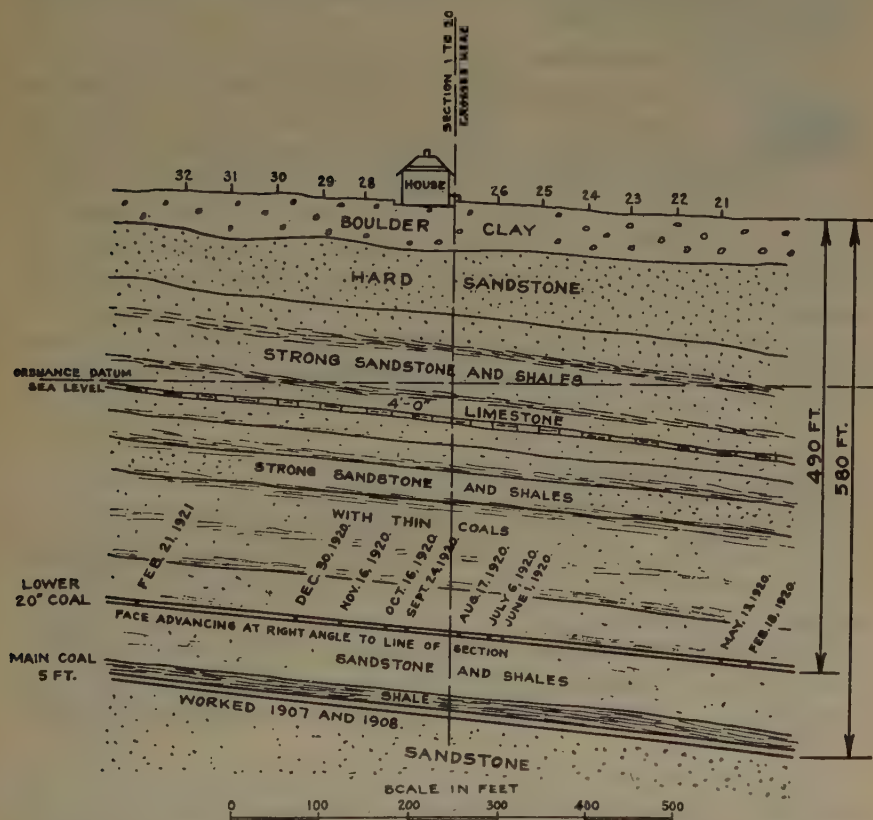 SECTION 1 TO 20
CROSSED HERE
32 31 30 29 28 HOUSE 26 25 24 23 22 21
BOULDER CLAY
HARD SANDSTONE
STRONG SANDSTONE AND SHALES
ORDNANCE DATUM
SEA LEVEL
4'-0" LIMESTONE
490 FT.
580 FT.
STRONG SANDSTONE AND SHALES
WITH THIN COALS
FEB. 21, 1921
DEC. 30, 1920.
NOV. 16, 1920.
OCT. 16, 1920.
SEPT. 24, 1920.
AUG. 17, 1920.
JULY 6, 1920.
JUNE 1, 1920.
MAY. 13, 1920.
FEB. 18, 1920.
LOWER
20" COAL
FACE ADVANCING AT RIGHT ANGLE TO LINE OF SECTION
SANDSTONE AND SHALES
MAIN COAL
5 FT.
SHALE
WORKED 1907 AND 1908.
SANDSTONE
SCALE IN FEET
0 100 200 300 400 500